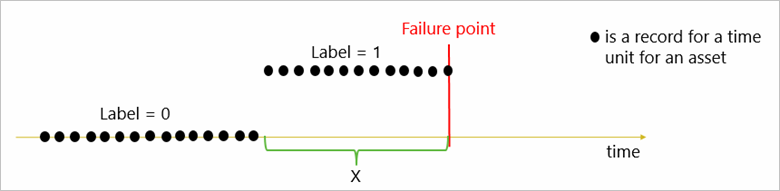 Failure point
Label = 1
is a record for a time
unit for an asset
Label = 0
time
X